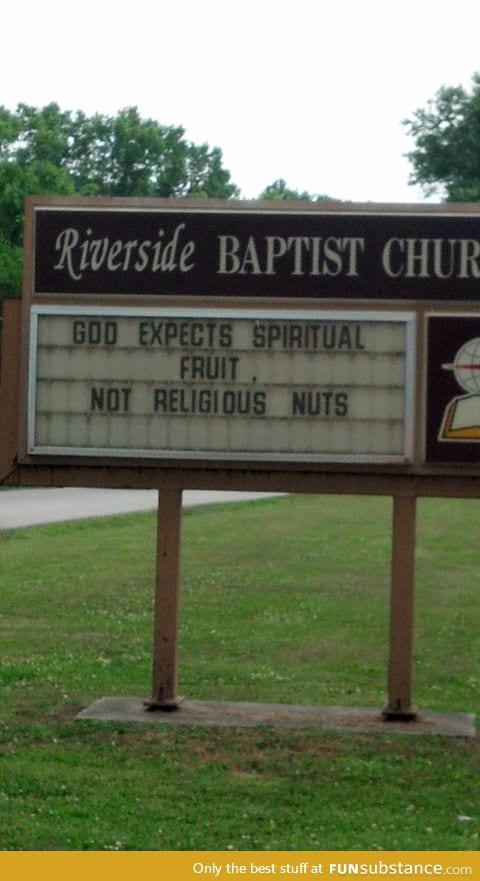 Riverside BAPTIST CHUR
GOD EXPECTS SPIRITUAL
FRUIT,
NOT RELIGIOUS NUTS
Only the best stuff at FUNsubstance.com